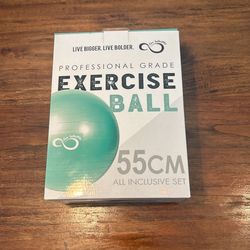 LIVE BIGGER. LIVE BOLDER.
PROFESSIONAL GRADE
EXERCISE
BALL
55CM
ALL INCLUSIVE SET